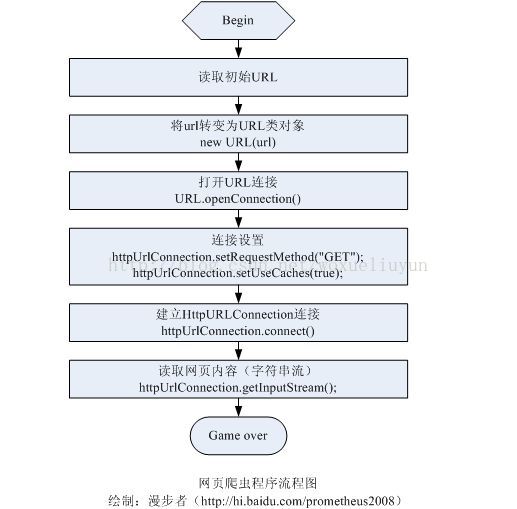 Begin
读取初始URL
将url转变为URL类对象
new URL(url)
打开URL连接
URL.openConnection()
连接设置
httpUrlConnection.setRequestMethod("GET");
httpUrlConnection.setUseCaches(true);
建立HttpURLConnection连接
httpUrlConnection.connect()
读取网页内容（字符串流）
httpUrlConnection.getInputStream();
Game over
网页爬虫程序流程图
绘制：漫步者（http://hi.baidu.com/prometheus2008）